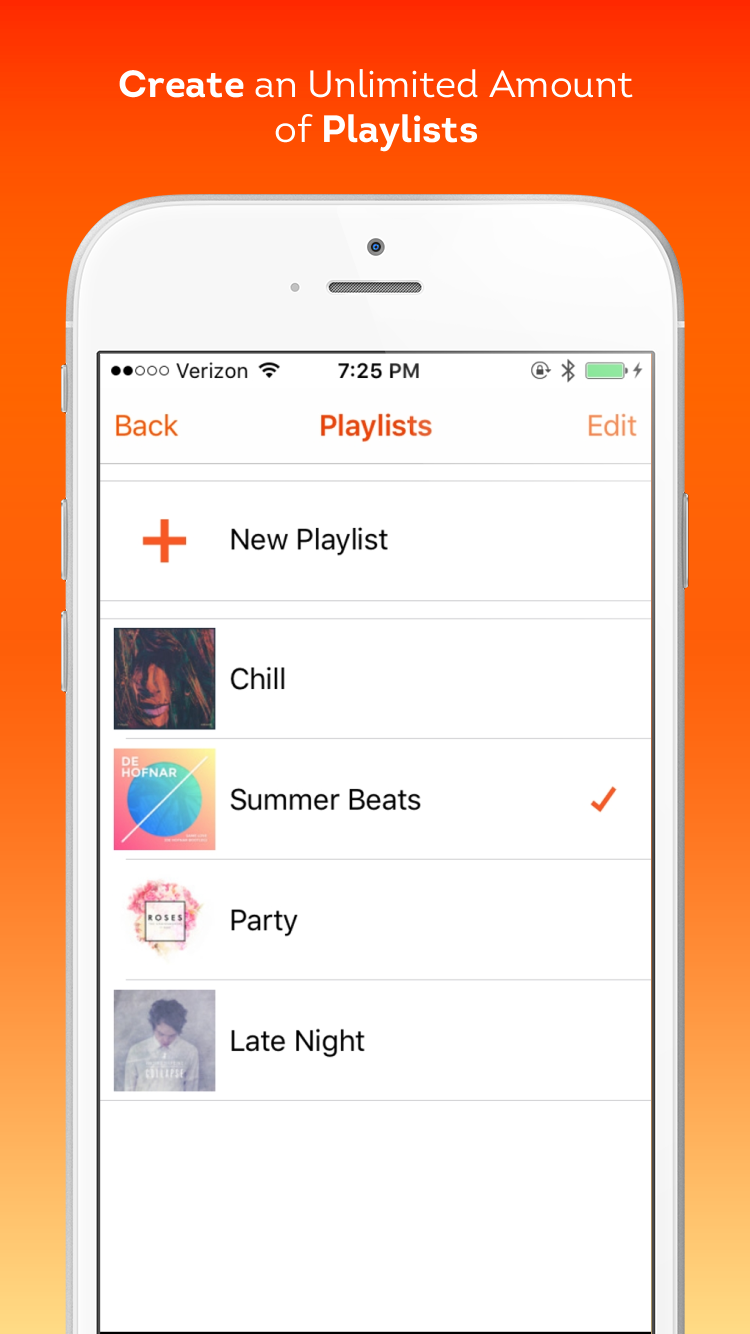 Create an Unlimited Amount
of Playlists
Verizon 7:25 PM
Back Playlists Edit
New Playlist
Chill
DE
HOFNAR
Summer Beats
ROSES
Party
Late Night